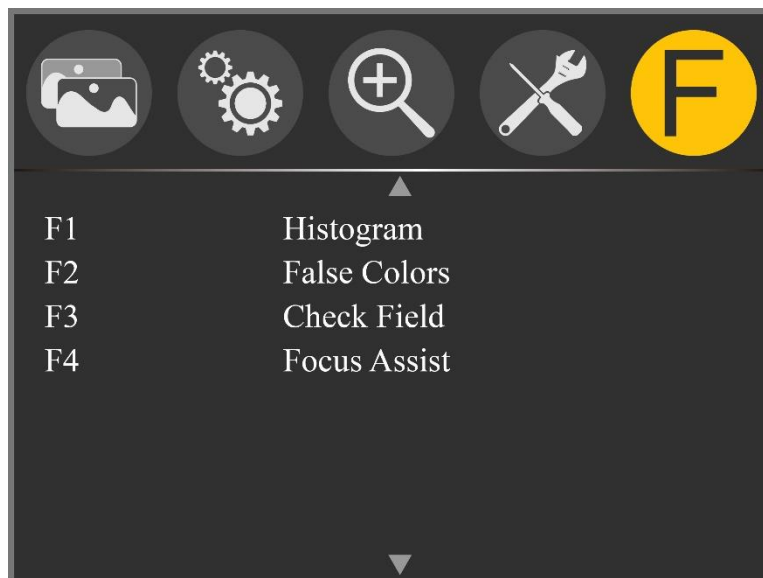 F
F1 Histogram
F2 False Colors
F3 Check Field
F4 Focus Assist